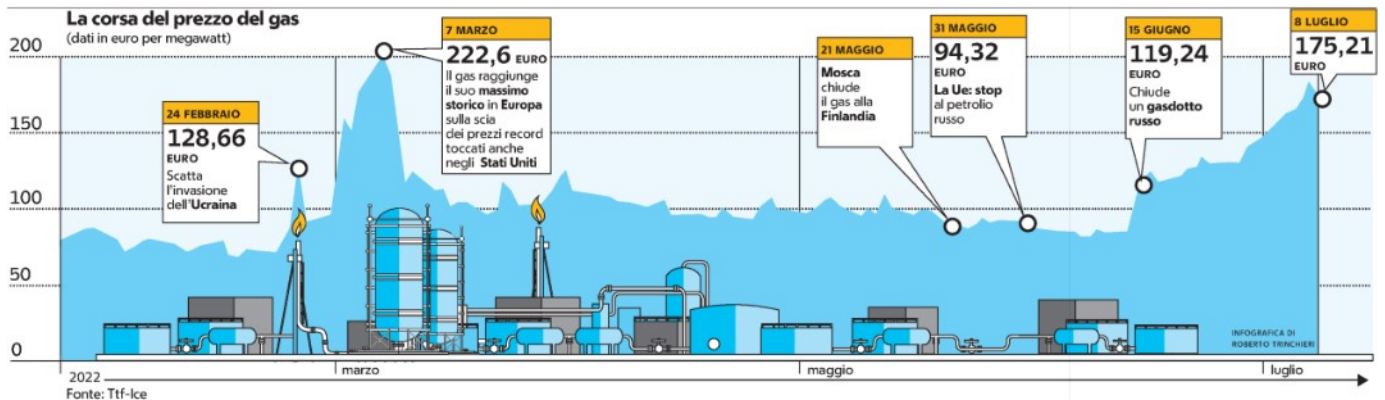 La corsa del prezzo del gas
(dati in euro per megawatt)
200
150
100
50
0
24 FEBBRAIO
128,66
EURO
Scatta
l'invasione
dell'Ucraina
7 MARZO
222,6 EURO
Il gas raggiunge
il suo massimo
storico in Europa
sulla scia
dei prezzi record
toccati anche
negli Stati Uniti
21 MAGGIO
Mosca
chiude
il gas alla
Finlandia
31 MAGGIO
94,32
EURO
La Ue: stop
al petrolio
russo
15 GIUGNO
119,24
EURO
Chiude
un gasdotto
russo
8 LUGLIO
175,21
EURO
INFOGRAFICA DI
ROBERTO TRINCHIERI
2022
marzo
maggio
luglio
Fonte: Ttf-Ice